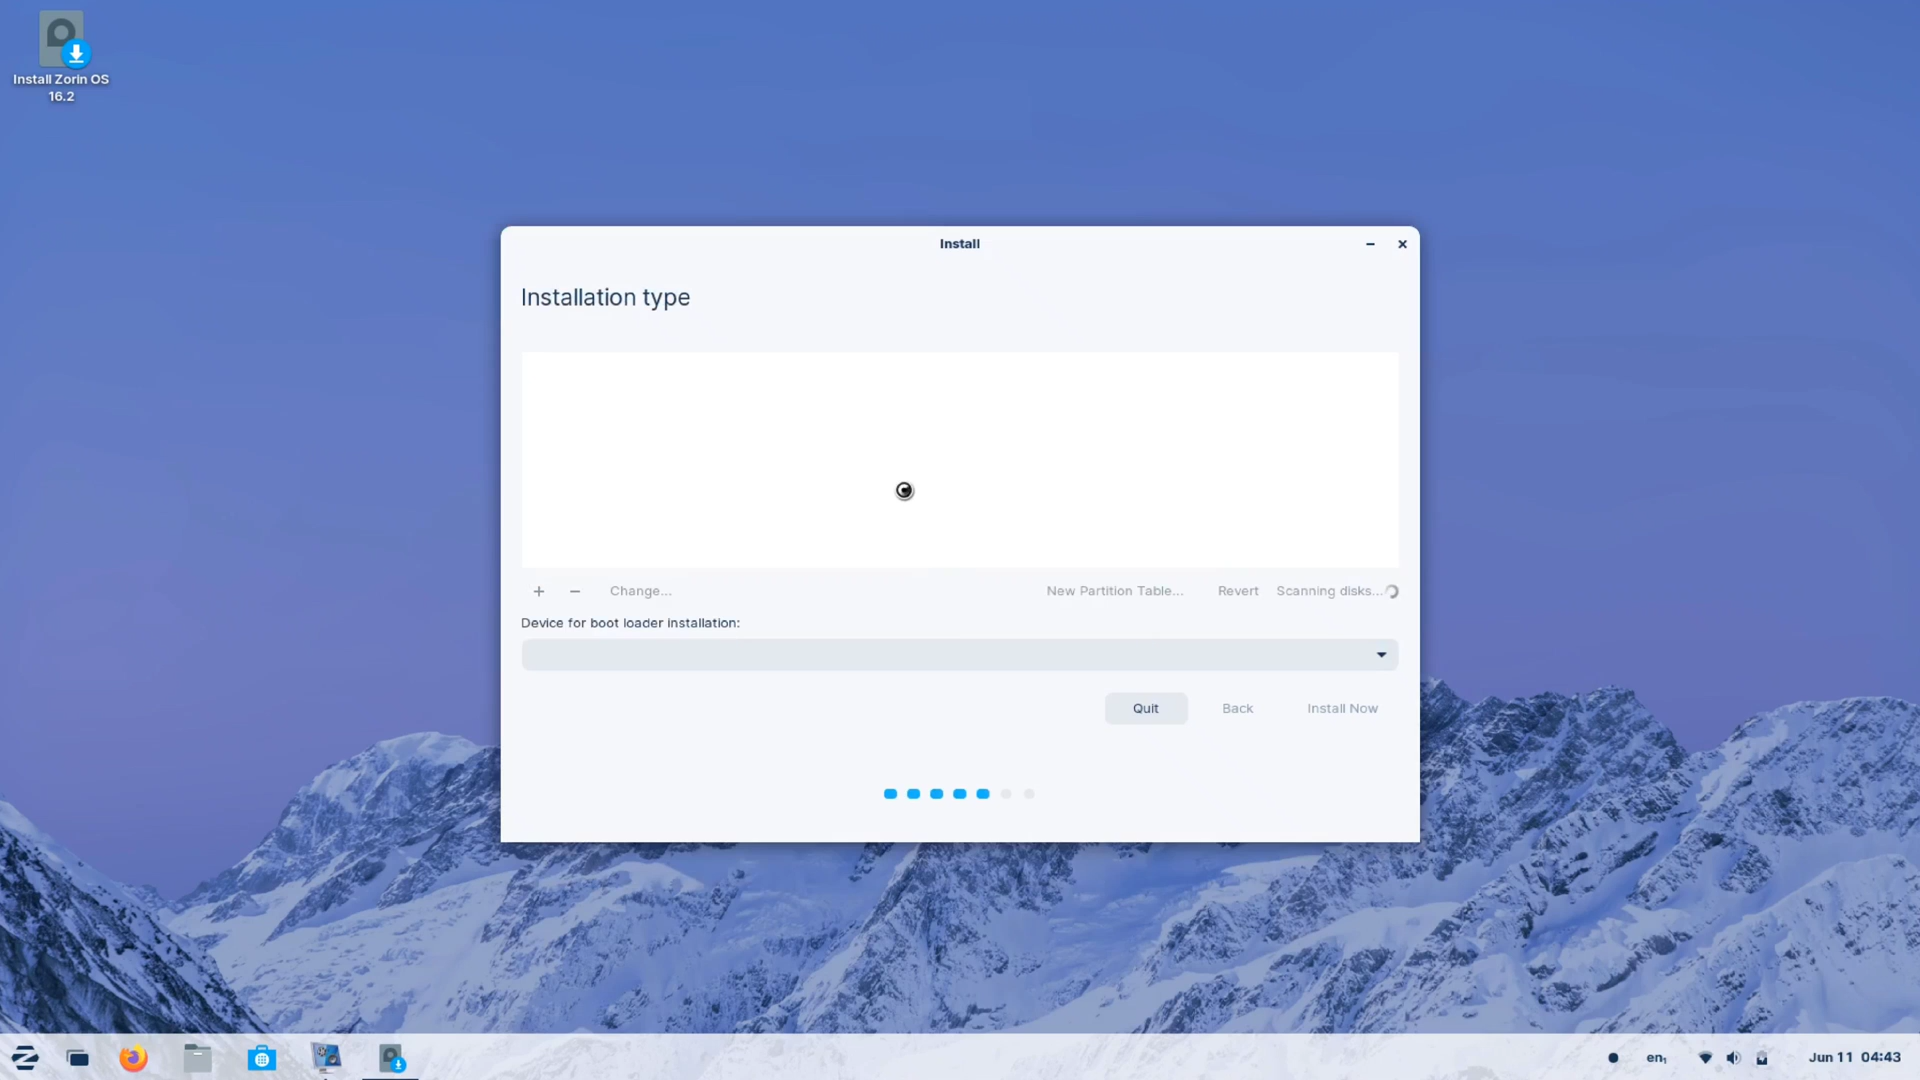 Install Zorin OS
16.2
Install
Installation type
+ − Change... New Partition Table... Revert Scanning disks...
Device for boot loader installation:
Quit Back Install Now
en₁ Jun 11 04:43